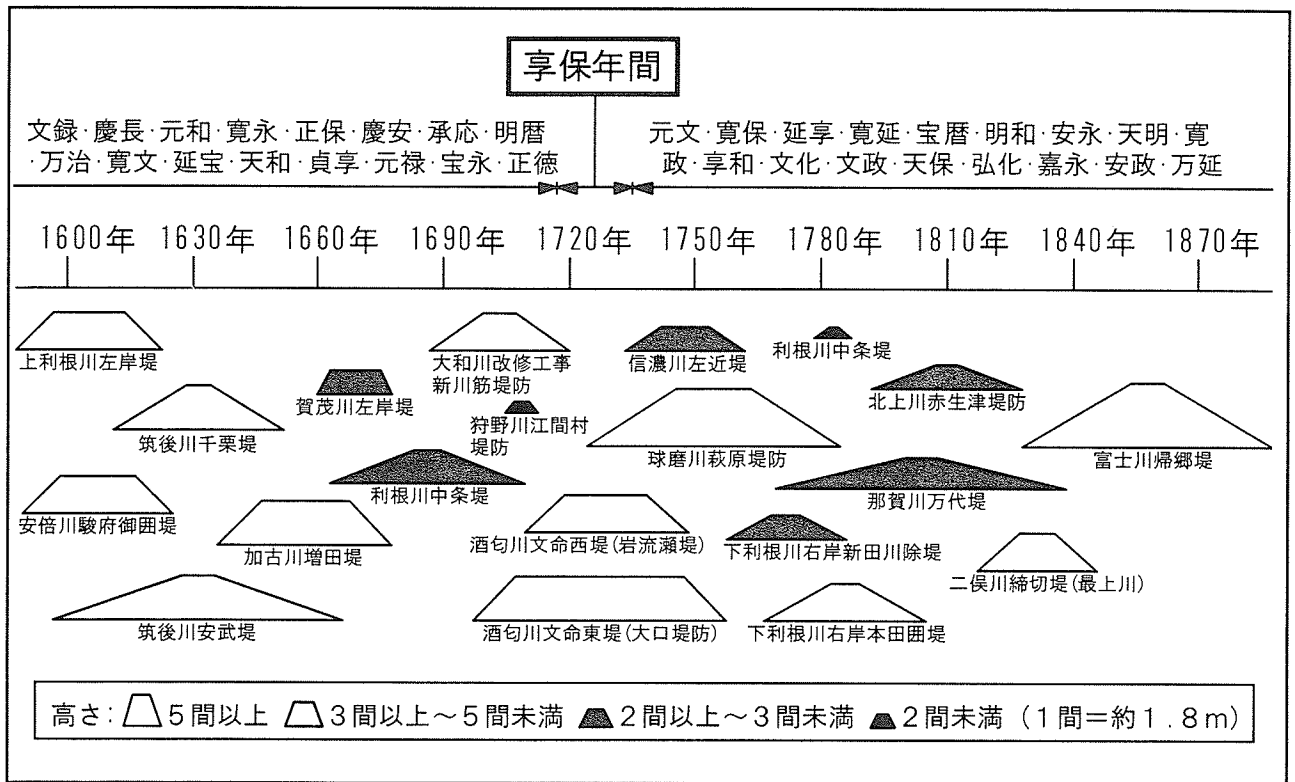 享保年間
文録・慶長・元和・寛永・正保・慶安・承応・明暦
・万治・寛文・延宝・天和・貞享・元禄・宝永・正徳
元文・寛保・延享・寛延・宝暦・明和・安永・天明・寛
政・享和・文化・文政・天保・弘化・嘉永・安政・万延
1600年 1630年 1660年 1690年 1720年 1750年 1780年 1810年 1840年 1870年
上利根川左岸堤
大和川改修工事
新川筋堤防
信濃川左近堤
利根川中条堤
賀茂川左岸堤
北上川赤生津堤防
筑後川千栗堤
狩野川江間村
堤防
球磨川萩原堤防
富士川帰郷堤
利根川中条堤
那賀川万代堤
安倍川駿府御囲堤
加古川増田堤
酒匂川文命西堤(岩流瀬堤)
下利根川右岸新田川除堤
二俣川締切堤(最上川)
筑後川安武堤
酒匂川文命東堤(大口堤防)
下利根川右岸本田囲堤
高さ: 5間以上 3間以上～5間未満 2間以上～3間未満 2間未満 (1間=約1.8m)